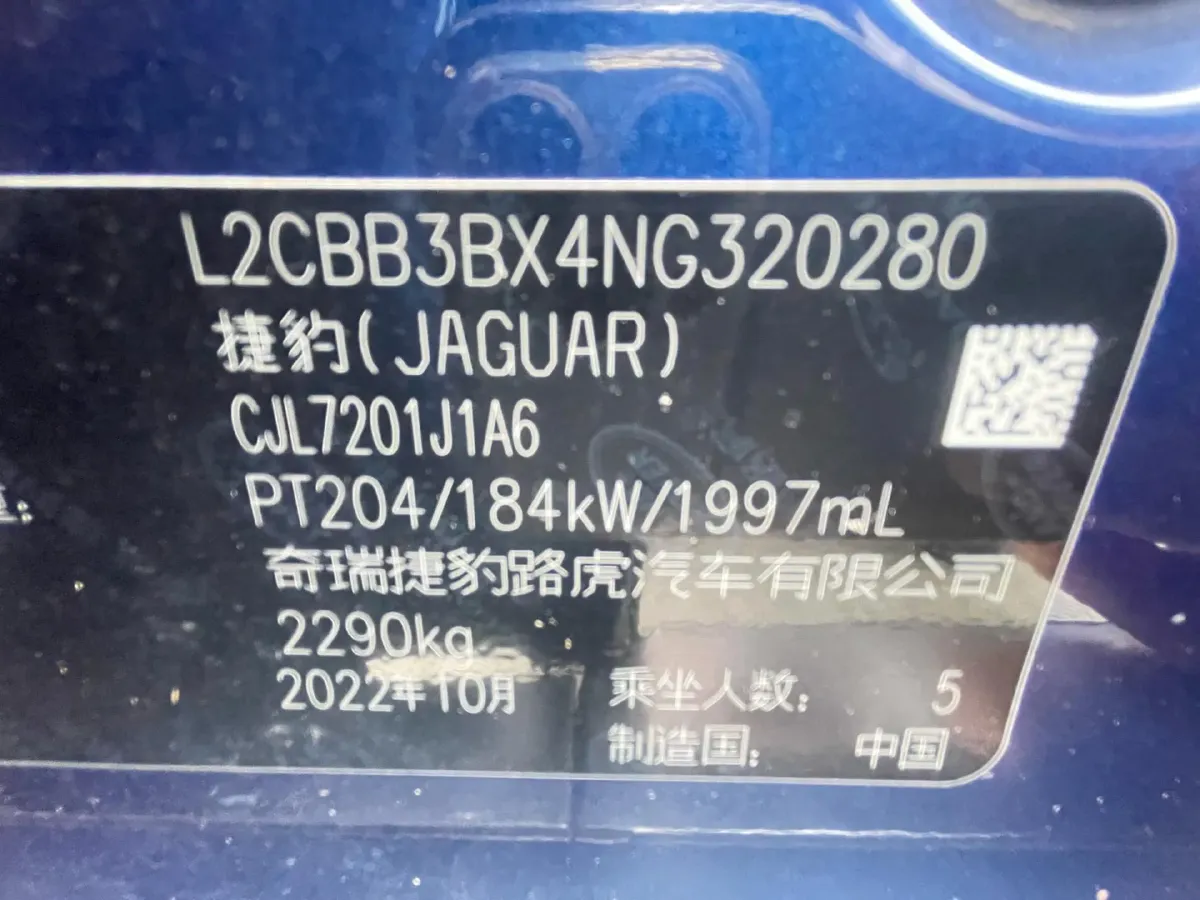 L2CBB3BX4NG320280
捷豹(JAGUAR)
CJL7201J1A6
PT204/184kW/1997mL
奇瑞捷豹路虎汽车有限公司
2290kg
2022年10月 乘坐人数: 5
制造国: 中国